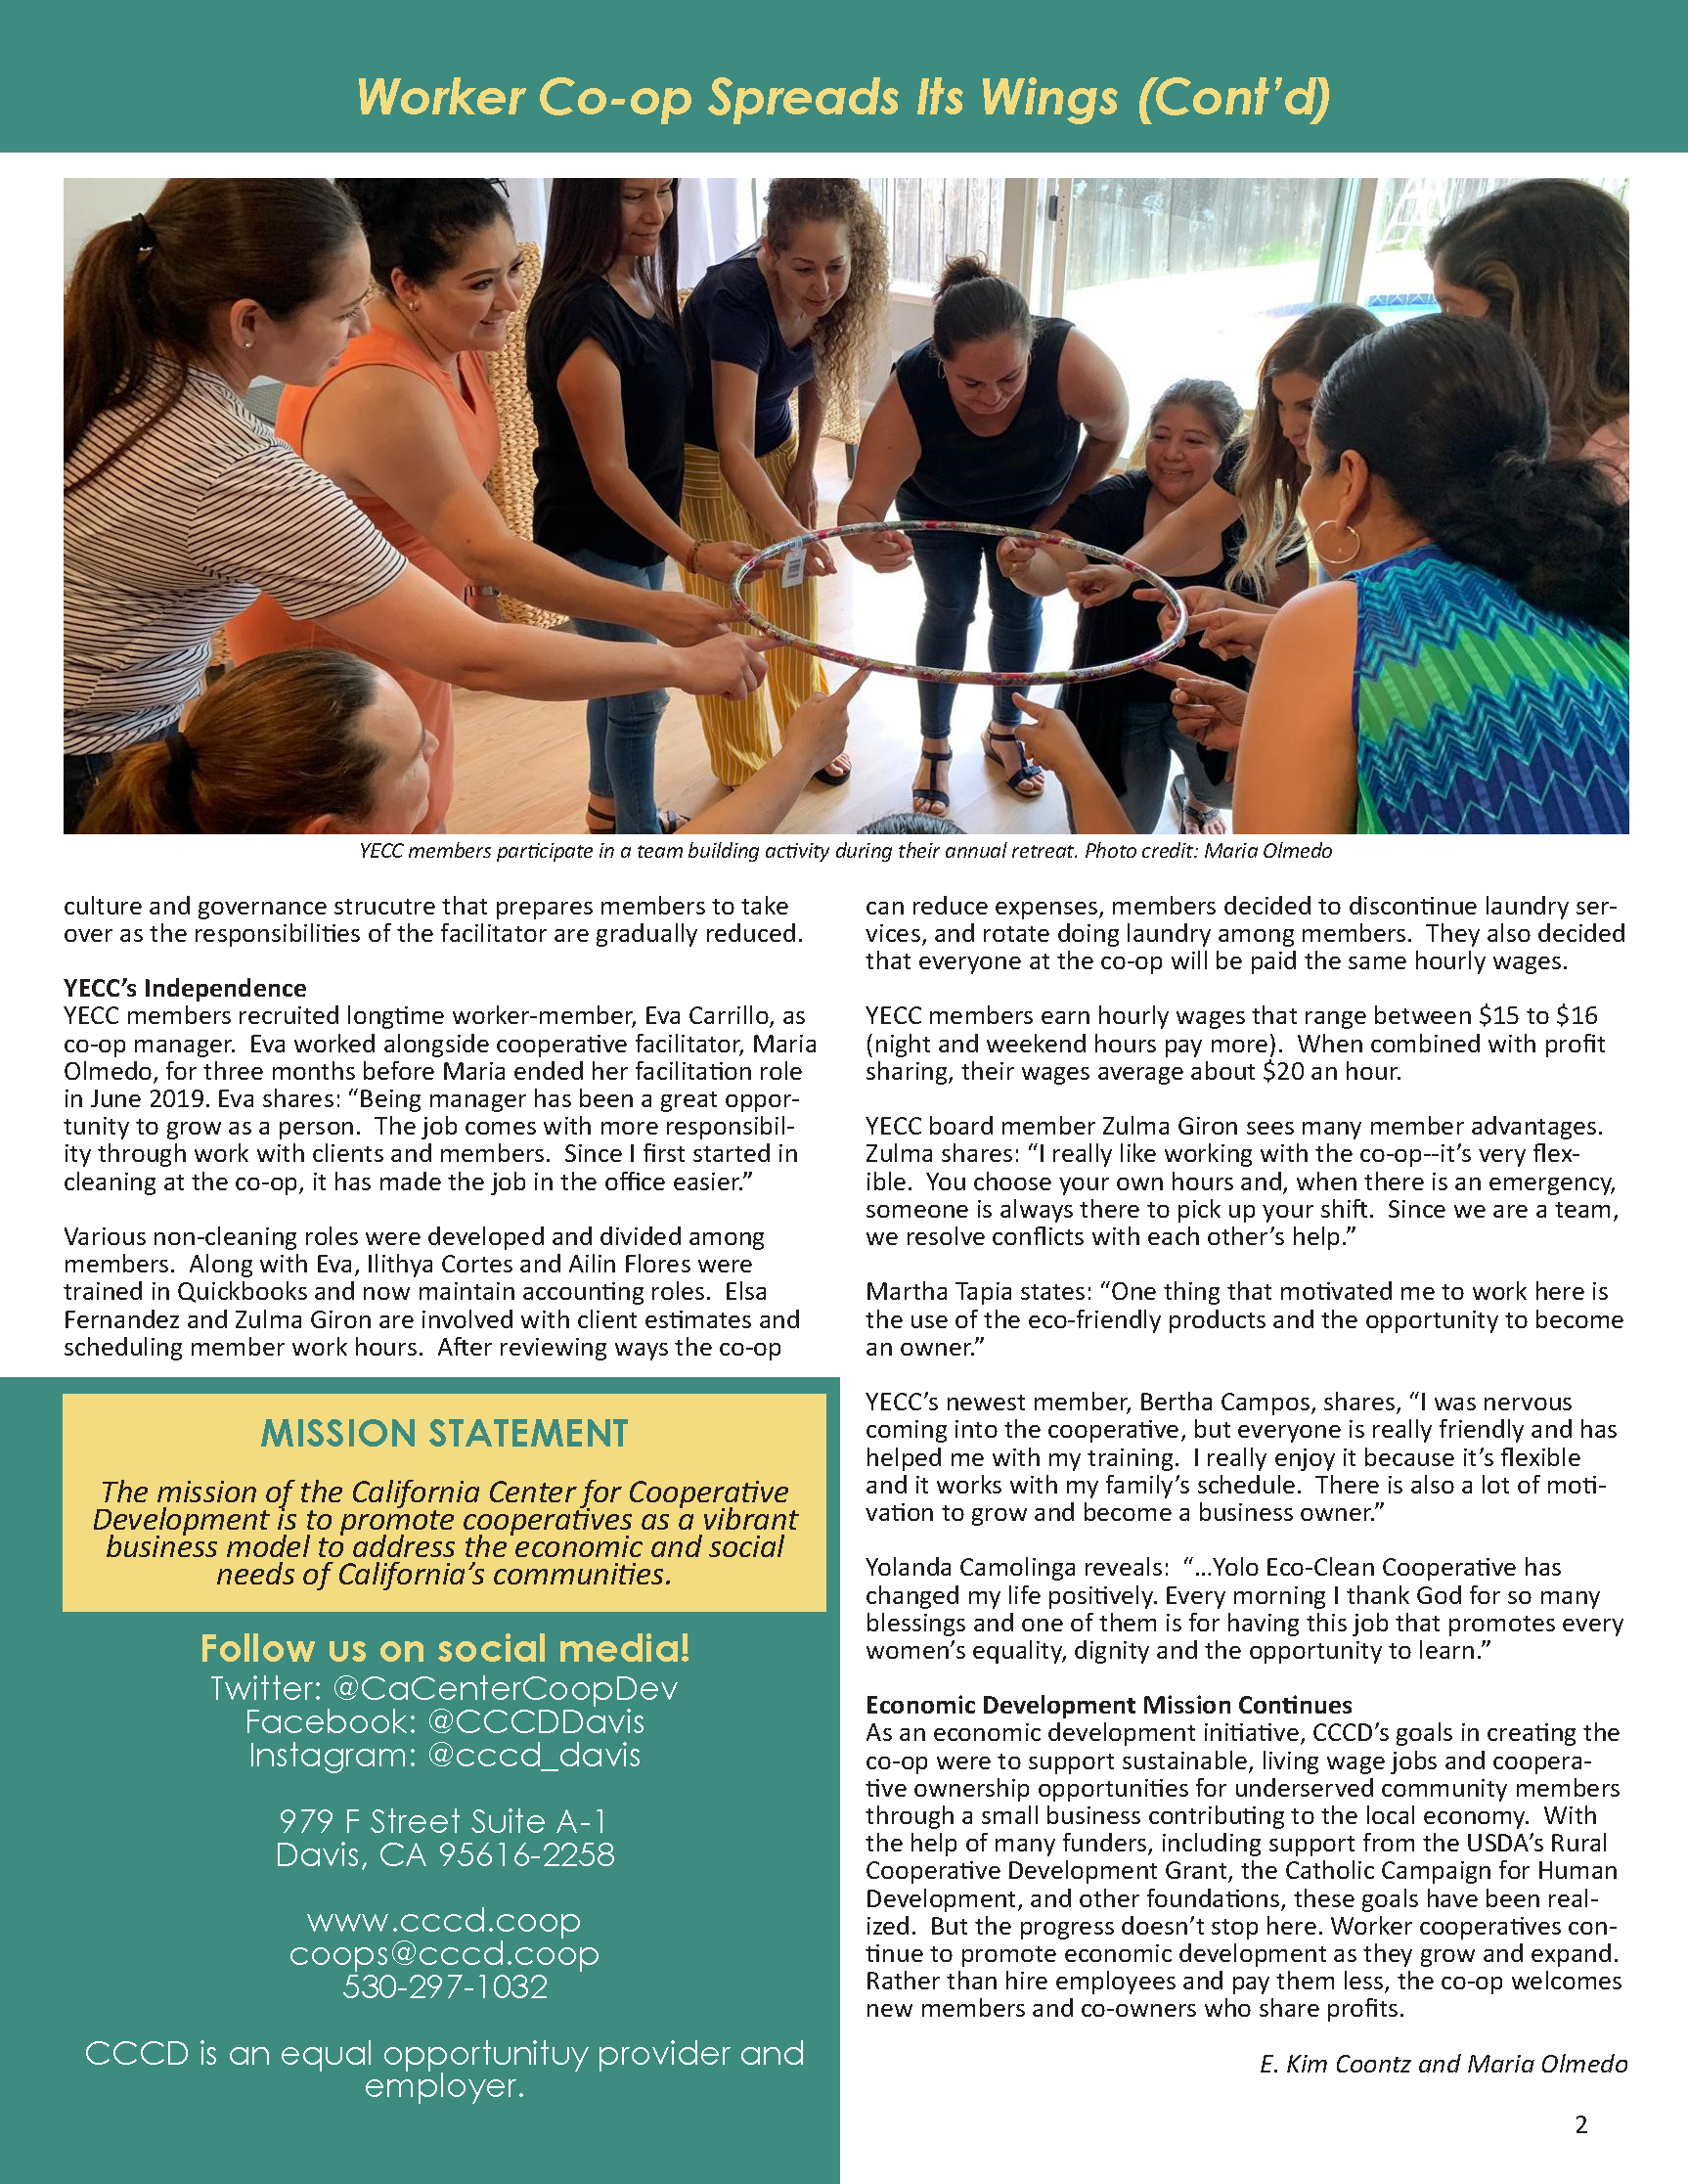 Worker Co-op Spreads Its Wings (Cont’d)
YECC members participate in a team building activity during their annual retreat. Photo credit: Maria Olmedo
culture and governance strucutre that prepares members to take
over as the responsibilities of the facilitator are gradually reduced.
YECC’s Independence
YECC members recruited longtime worker-member, Eva Carrillo, as
co-op manager.  Eva worked alongside cooperative facilitator, Maria
Olmedo, for three months before Maria ended her facilitation role
in June 2019. Eva shares: “Being manager has been a great oppor-
tunity to grow as a person.  The job comes with more responsibil-
ity through work with clients and members.  Since I first started in
cleaning at the co-op, it has made the job in the office easier.”
Various non-cleaning roles were developed and divided among
members.  Along with Eva, Ilithya Cortes and Ailin Flores were
trained in Quickbooks and now maintain accounting roles.  Elsa
Fernandez and Zulma Giron are involved with client estimates and
scheduling member work hours.  After reviewing ways the co-op
can reduce expenses, members decided to discontinue laundry ser-
vices, and rotate doing laundry among members.  They also decided
that everyone at the co-op will be paid the same hourly wages.
YECC members earn hourly wages that range between $15 to $16
(night and weekend hours pay more).  When combined with profit
sharing, their wages average about $20 an hour.
YECC board member Zulma Giron sees many member advantages.
Zulma shares: “I really like working with the co-op--it’s very flex-
ible.  You choose your own hours and, when there is an emergency,
someone is always there to pick up your shift.  Since we are a team,
we resolve conflicts with each other’s help.”
Martha Tapia states: “One thing that motivated me to work here is
the use of the eco-friendly products and the opportunity to become
an owner.”
YECC’s newest member, Bertha Campos, shares, “I was nervous
coming into the cooperative, but everyone is really friendly and has
helped me with my training.  I really enjoy it because it’s flexible
and it works with my family’s schedule.  There is also a lot of moti-
vation to grow and become a business owner.”
Yolanda Camolinga reveals:  “…Yolo Eco-Clean Cooperative has
changed my life positively. Every morning I thank God for so many
blessings and one of them is for having this job that promotes every
women’s equality, dignity and the opportunity to learn.”
Economic Development Mission Continues
As an economic development initiative, CCCD’s goals in creating the
co-op were to support sustainable, living wage jobs and coopera-
tive ownership opportunities for underserved community members
through a small business contributing to the local economy.  With
the help of many funders, including support from the USDA’s Rural
Cooperative Development Grant, the Catholic Campaign for Human
Development, and other foundations, these goals have been real-
ized.  But the progress doesn’t stop here. Worker cooperatives con-
tinue to promote economic development as they grow and expand.
Rather than hire employees and pay them less, the co-op welcomes
new members and co-owners who share profits.
E. Kim Coontz and Maria Olmedo
MISSION STATEMENT
The mission of the California Center for Cooperative
Development is to promote cooperatives as a vibrant
business model to address the economic and social
needs of California’s communities.
Follow us on social media!
Twitter: @CaCenterCoopDev
Facebook: @CCCDDavis
Instagram: @cccd_davis
979 F Street Suite A-1
Davis, CA 95616-2258
www.cccd.coop
coops@cccd.coop
530-297-1032
CCCD is an equal opportunituy provider and
employer.
2